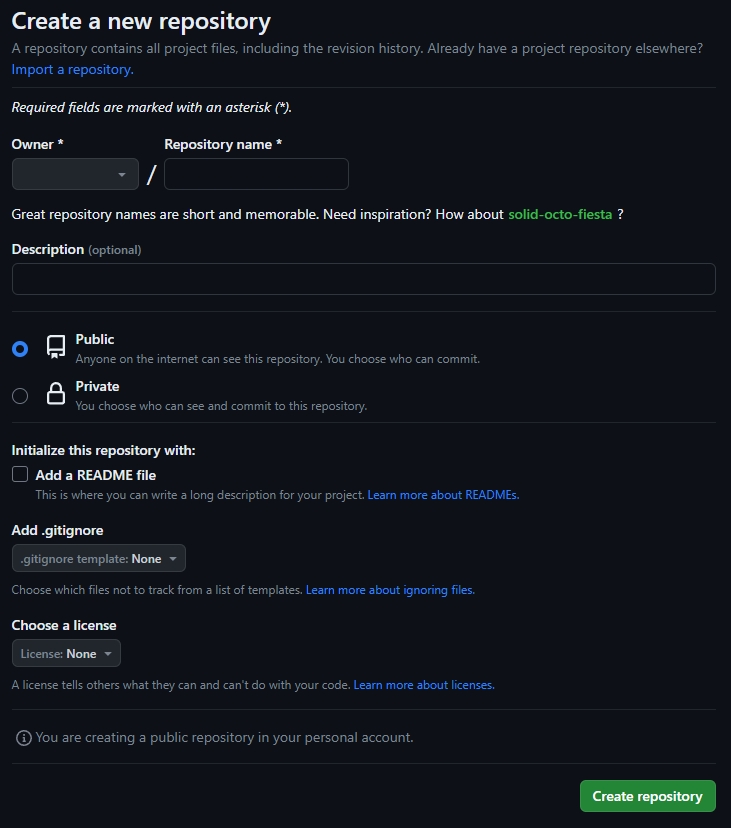 Create a new repository
A repository contains all project files, including the revision history. Already have a project repository elsewhere?
Import a repository.
Required fields are marked with an asterisk (*).
Owner * Repository name *
/
Great repository names are short and memorable. Need inspiration? How about solid-octo-fiesta ?
Description (optional)
Public
Anyone on the internet can see this repository. You choose who can commit.
Private
You choose who can see and commit to this repository.
Initialize this repository with:
Add a README file
This is where you can write a long description for your project. Learn more about READMEs.
Add .gitignore
.gitignore template: None
Choose which files not to track from a list of templates. Learn more about ignoring files.
Choose a license
License: None
A license tells others what they can and can't do with your code. Learn more about licenses.
You are creating a public repository in your personal account.
Create repository